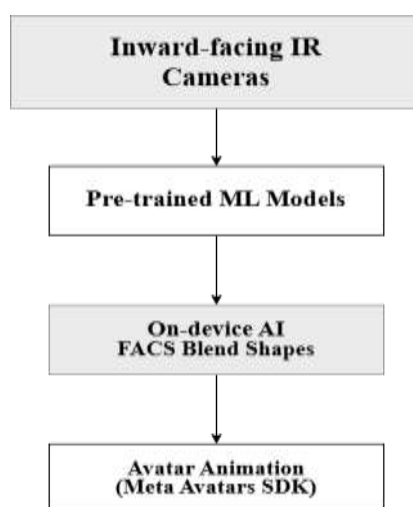 Inward-facing IR
Cameras
Pre-trained ML Models
On-device AI
FACS Blend Shapes
Avatar Animation
(Meta Avatars SDK)